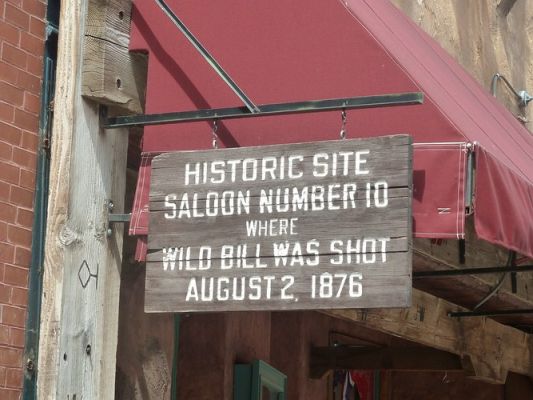 HISTORIC SITE
SALOON NUMBER 10
WHERE
WILD BILL WAS SHOT
AUGUST 2, 1876